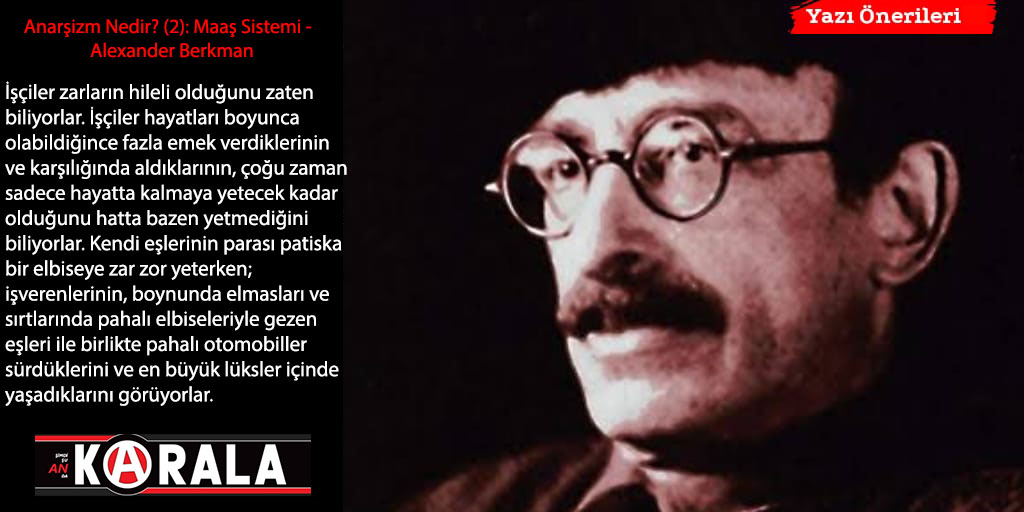 Yazı Önerileri
Anarşizm Nedir? (2): Maaş Sistemi -
Alexander Berkman
İşçiler zarların hileli olduğunu zaten
biliyorlar. İşçiler hayatları boyunca
olabildiğince fazla emek verdiklerinin
ve karşılığında aldıklarının, çoğu zaman
sadece hayatta kalmaya yetecek kadar
olduğunu hatta bazen yetmediğini
biliyorlar. Kendi eşlerinin parası patiska
bir elbiseye zar zor yeterken;
işverenlerinin, boynunda elmasları ve
sırtlarında pahalı elbiseleriyle gezen
eşleri ile birlikte pahalı otomobiller
sürdüklerini ve en büyük lüksler içinde
yaşadıklarını görüyorlar.
ŞİMDİ
ŞU
AN
DA
KARALA